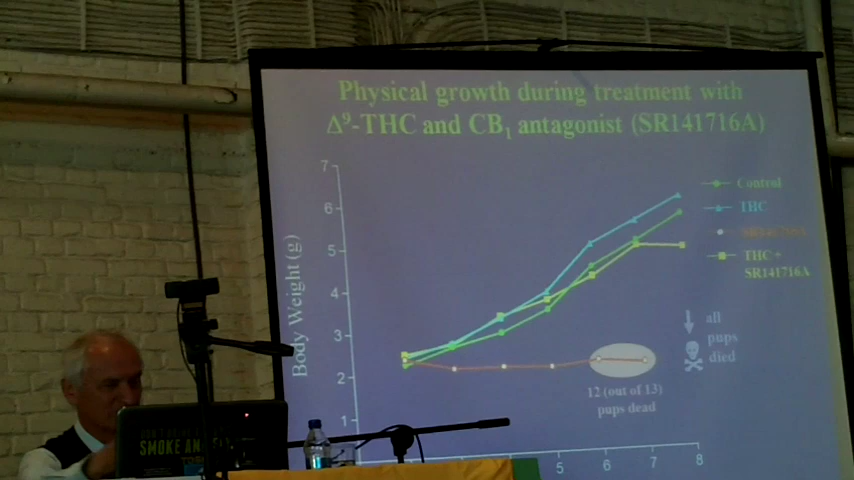 Physical growth during treatment with
Δ⁹-THC and CB₁ antagonist (SR141716A)
7
6
5
4
3
2
1
Body Weight (g)
Control
THC
THC +
SR141716A
all
pups
died
12 (out of 13)
pups dead
5
6
7
8
SMOKE AN